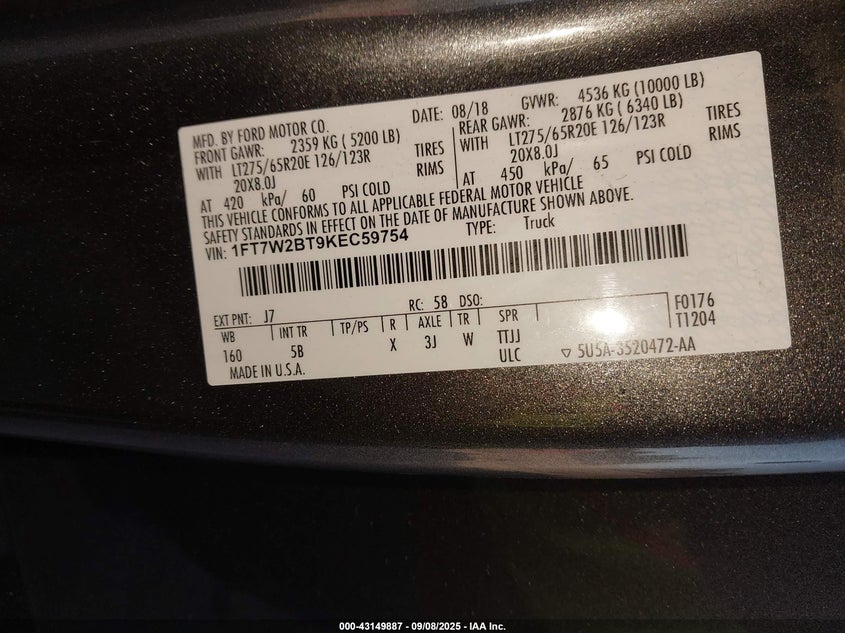 MFD. BY FORD MOTOR CO.
DATE: 08/18 GVWR: 4536 KG (10000 LB)
FRONT GAWR: 2359 KG ( 5200 LB)
REAR GAWR: 2876 KG ( 6340 LB)
WITH LT275/65R20E 126/123R TIRES
WITH LT275/65R20E 126/123R TIRES
20X8.0J RIMS
20X8.0J RIMS
AT 420 kPa/ 60 PSI COLD
AT 450 kPa/ 65 PSI COLD
THIS VEHICLE CONFORMS TO ALL APPLICABLE FEDERAL MOTOR VEHICLE
SAFETY STANDARDS IN EFFECT ON THE DATE OF MANUFACTURE SHOWN ABOVE.
VIN: 1FT7W2BT9KEC59754 TYPE: Truck
EXT PNT: J7 RC: 58 DSO: F0176
WB INT TR TP/PS R AXLE TR SPR T1204
160 5B X 3J W TTJJ
ULC ▽ 5U5A-3520472-AA
MADE IN U.S.A.
000-43149887 - 09/08/2025 - IAA Inc.